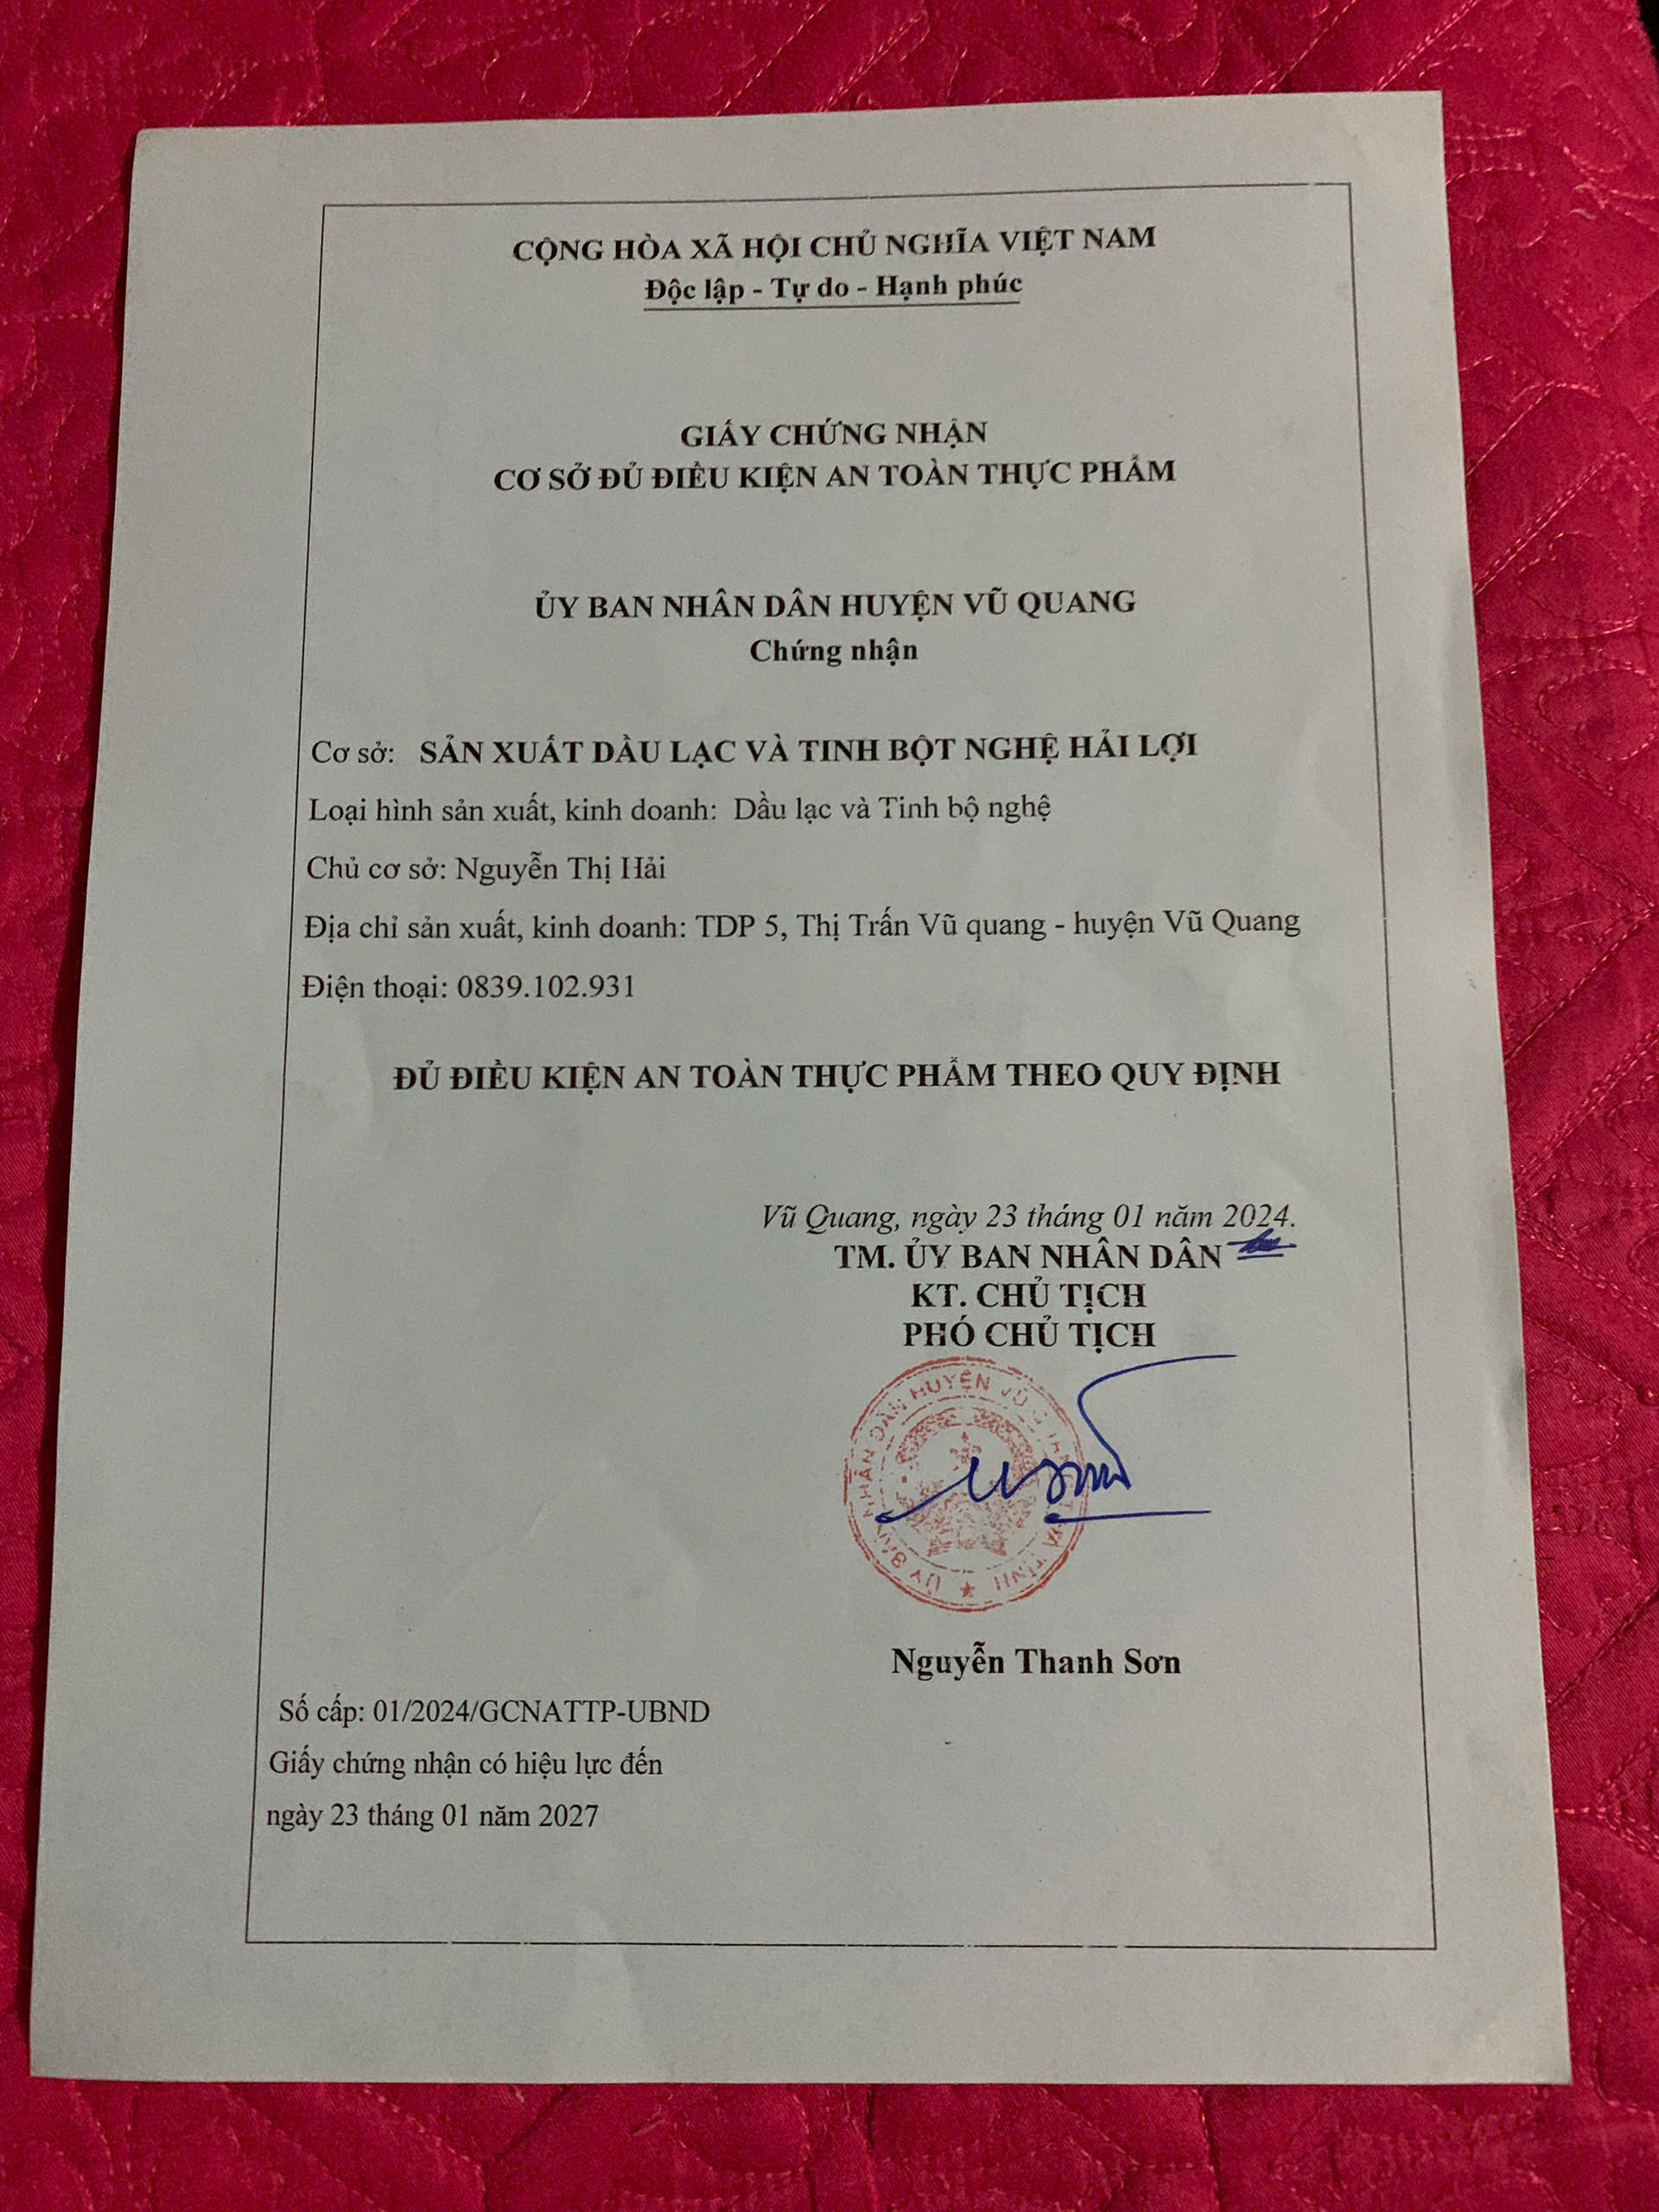 CỘNG HÒA XÃ HỘI CHỦ NGHĨA VIỆT NAM
Độc lập - Tự do - Hạnh phúc
GIẤY CHỨNG NHẬN
CƠ SỞ ĐỦ ĐIỀU KIỆN AN TOÀN THỰC PHẨM
ỦY BAN NHÂN DÂN HUYỆN VŨ QUANG
Chứng nhận
Cơ sở: SẢN XUẤT DẦU LẠC VÀ TINH BỘT NGHỆ HẢI LỢI
Loại hình sản xuất, kinh doanh: Dầu lạc và Tinh bộ nghệ
Chủ cơ sở: Nguyễn Thị Hải
Địa chỉ sản xuất, kinh doanh: TDP 5, Thị Trấn Vũ quang - huyện Vũ Quang
Điện thoại: 0839.102.931
ĐỦ ĐIỀU KIỆN AN TOÀN THỰC PHẨM THEO QUY ĐỊNH
Vũ Quang, ngày 23 tháng 01 năm 2024.
TM. ỦY BAN NHÂN DÂN
KT. CHỦ TỊCH
PHÓ CHỦ TỊCH
ỦY BAN NHÂN DÂN HUYỆN VŨ
Nguyễn Thanh Sơn
Số cấp: 01/2024/GCNATTP-UBND
Giấy chứng nhận có hiệu lực đến
ngày 23 tháng 01 năm 2027